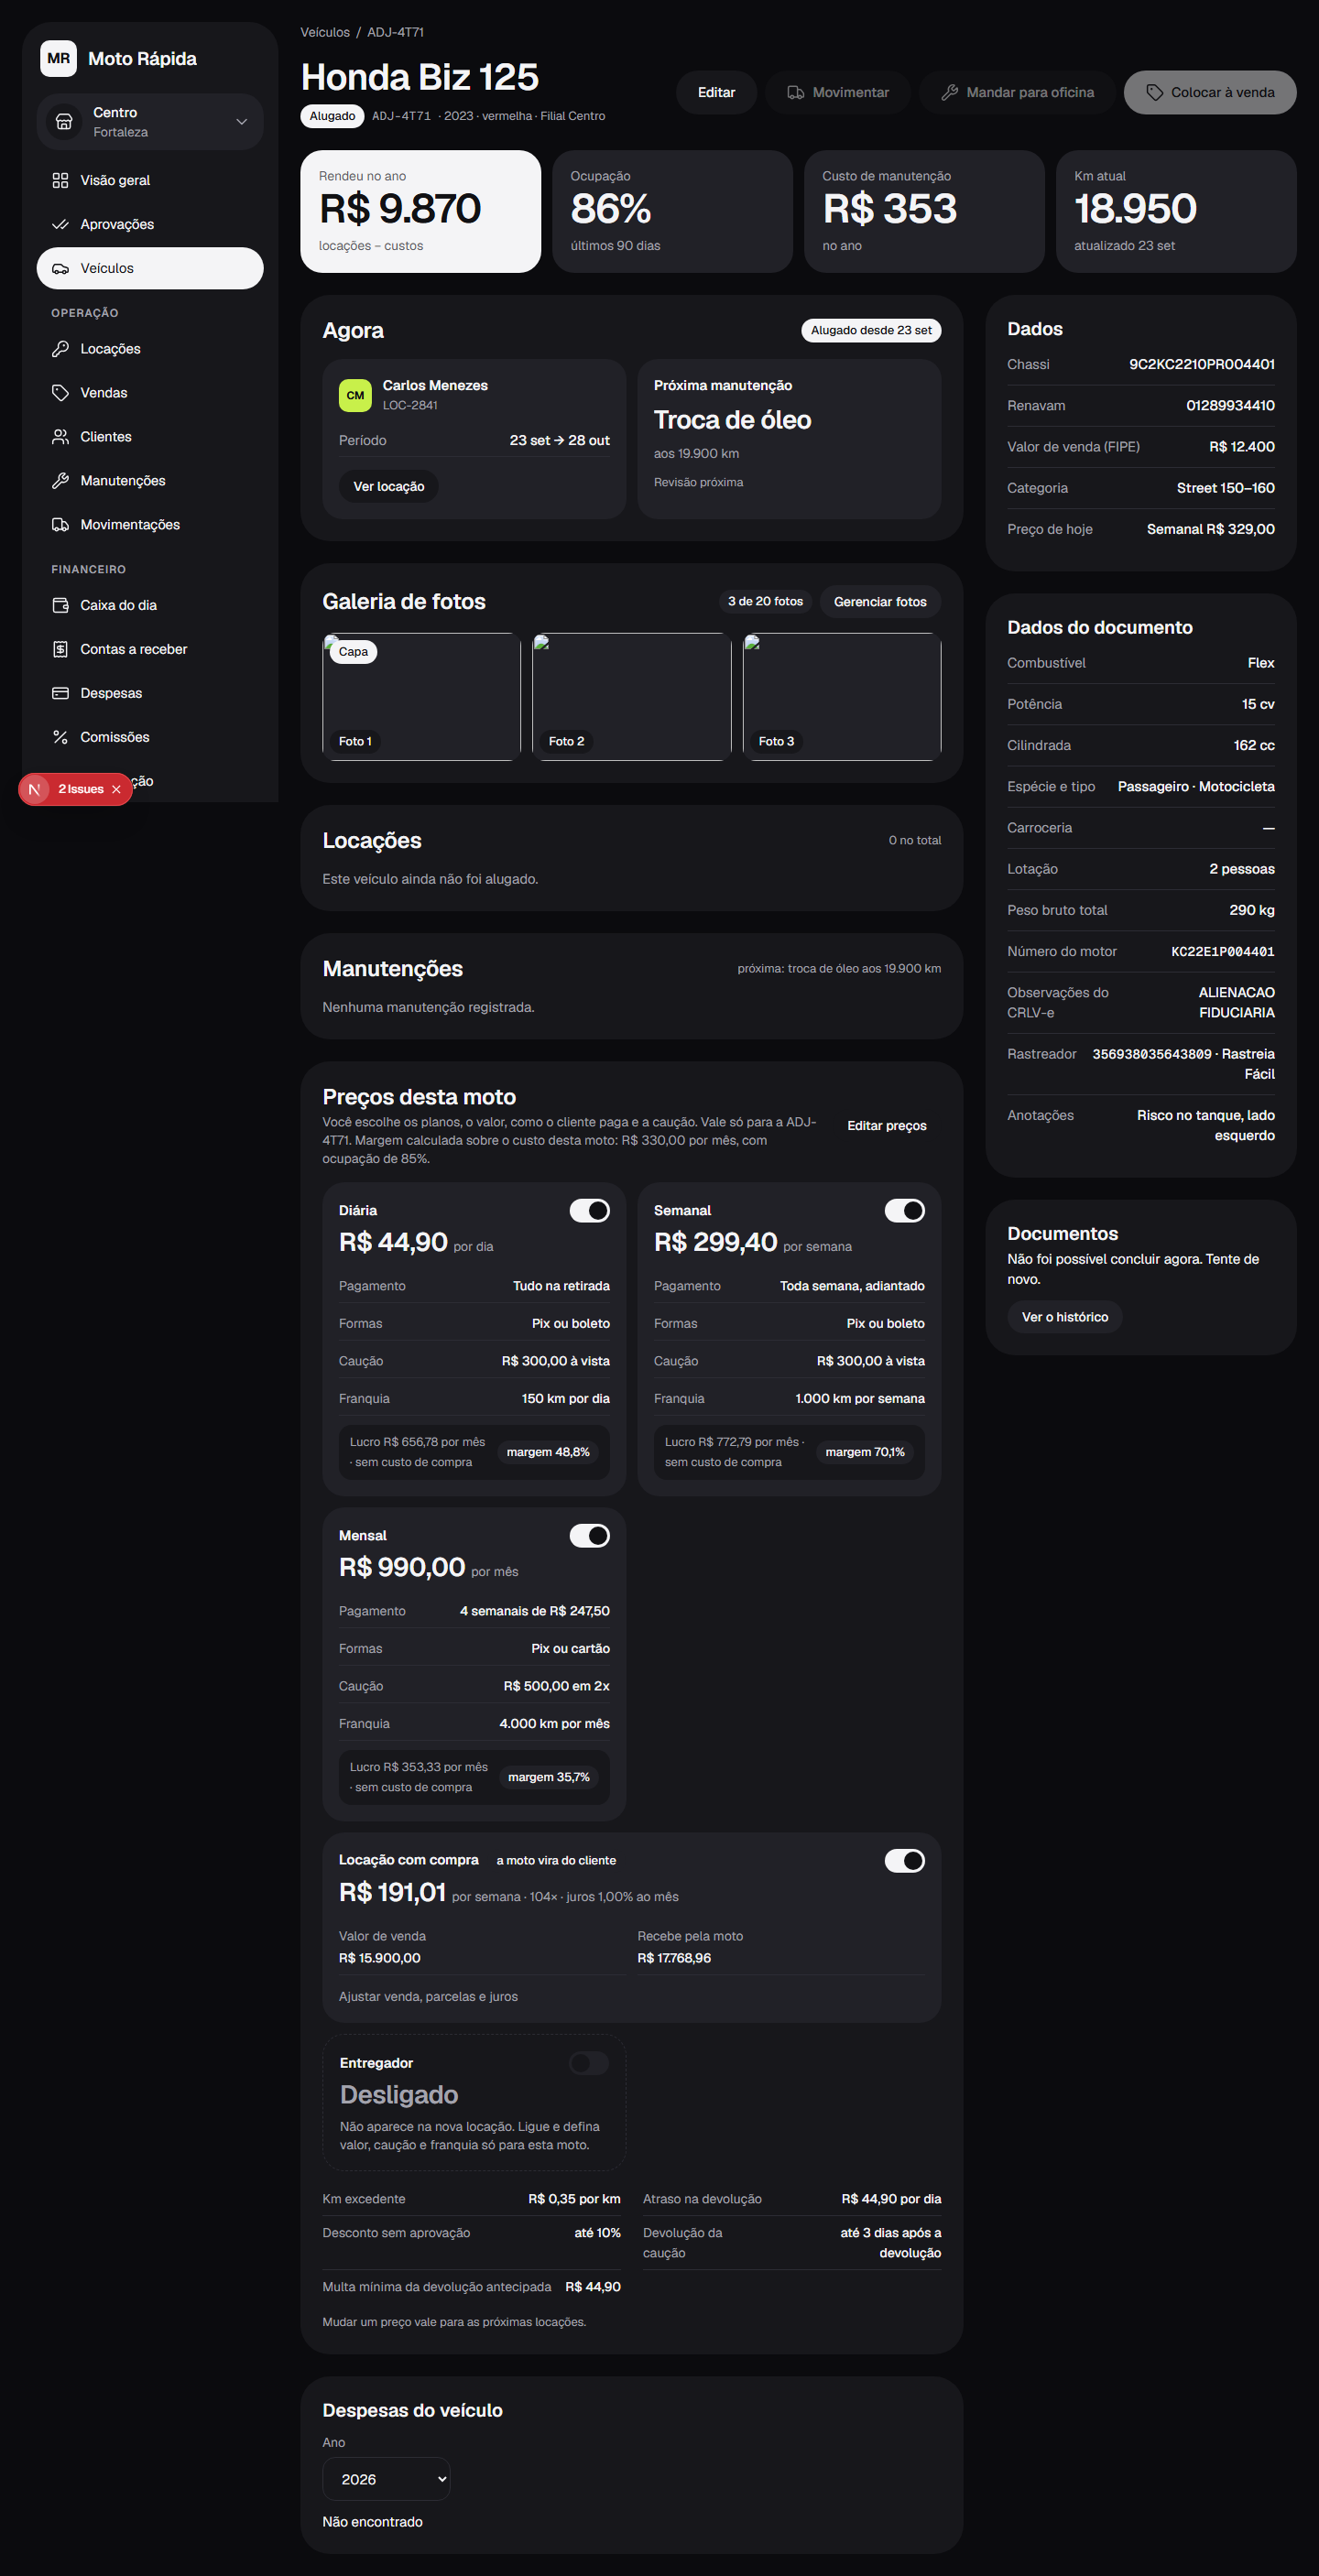 MR Moto Rápida
Centro
Fortaleza
Visão geral
Aprovações
Veículos
OPERAÇÃO
Locações
Vendas
Clientes
Manutenções
Movimentações
FINANCEIRO
Caixa do dia
Contas a receber
Despesas
Comissões
ção
2 Issues
Veículos / ADJ-4T71
Honda Biz 125
Alugado ADJ-4T71 · 2023 · vermelha · Filial Centro
Editar
Movimentar
Mandar para oficina
Colocar à venda
Rendeu no ano
R$ 9.870
locações − custos
Ocupação
86%
últimos 90 dias
Custo de manutenção
R$ 353
no ano
Km atual
18.950
atualizado 23 set
Agora
Alugado desde 23 set
CM
Carlos Menezes
LOC-2841
Período 23 set → 28 out
Ver locação
Próxima manutenção
Troca de óleo
aos 19.900 km
Revisão próxima
Galeria de fotos
3 de 20 fotos
Gerenciar fotos
Capa
Foto 1
Foto 2
Foto 3
Locações
0 no total
Este veículo ainda não foi alugado.
Manutenções
próxima: troca de óleo aos 19.900 km
Nenhuma manutenção registrada.
Preços desta moto
Você escolhe os planos, o valor, como o cliente paga e a caução. Vale só para a ADJ-
4T71. Margem calculada sobre o custo desta moto: R$ 330,00 por mês, com
ocupação de 85%.
Editar preços
Diária
R$ 44,90 por dia
Pagamento Tudo na retirada
Formas Pix ou boleto
Caução R$ 300,00 à vista
Franquia 150 km por dia
Lucro R$ 656,78 por mês
· sem custo de compra
margem 48,8%
Semanal
R$ 299,40 por semana
Pagamento Toda semana, adiantado
Formas Pix ou boleto
Caução R$ 300,00 à vista
Franquia 1.000 km por semana
Lucro R$ 772,79 por mês ·
sem custo de compra
margem 70,1%
Mensal
R$ 990,00 por mês
Pagamento 4 semanais de R$ 247,50
Formas Pix ou cartão
Caução R$ 500,00 em 2x
Franquia 4.000 km por mês
Lucro R$ 353,33 por mês
· sem custo de compra
margem 35,7%
Locação com compra a moto vira do cliente
R$ 191,01 por semana · 104× · juros 1,00% ao mês
Valor de venda
R$ 15.900,00
Recebe pela moto
R$ 17.768,96
Ajustar venda, parcelas e juros
Entregador
Desligado
Não aparece na nova locação. Ligue e defina
valor, caução e franquia só para esta moto.
Km excedente R$ 0,35 por km
Atraso na devolução R$ 44,90 por dia
Desconto sem aprovação até 10%
Devolução da até 3 dias após a
caução devolução
Multa mínima da devolução antecipada R$ 44,90
Mudar um preço vale para as próximas locações.
Despesas do veículo
Ano
2026
Não encontrado
Dados
Chassi 9C2KC2210PR004401
Renavam 01289934410
Valor de venda (FIPE) R$ 12.400
Categoria Street 150–160
Preço de hoje Semanal R$ 329,00
Dados do documento
Combustível Flex
Potência 15 cv
Cilindrada 162 cc
Espécie e tipo Passageiro · Motocicleta
Carroceria —
Lotação 2 pessoas
Peso bruto total 290 kg
Número do motor KC22E1P004401
Observações do ALIENACAO
CRLV-e FIDUCIARIA
Rastreador 356938035643809 · Rastreia
Fácil
Anotações Risco no tanque, lado
esquerdo
Documentos
Não foi possível concluir agora. Tente de
novo.
Ver o histórico